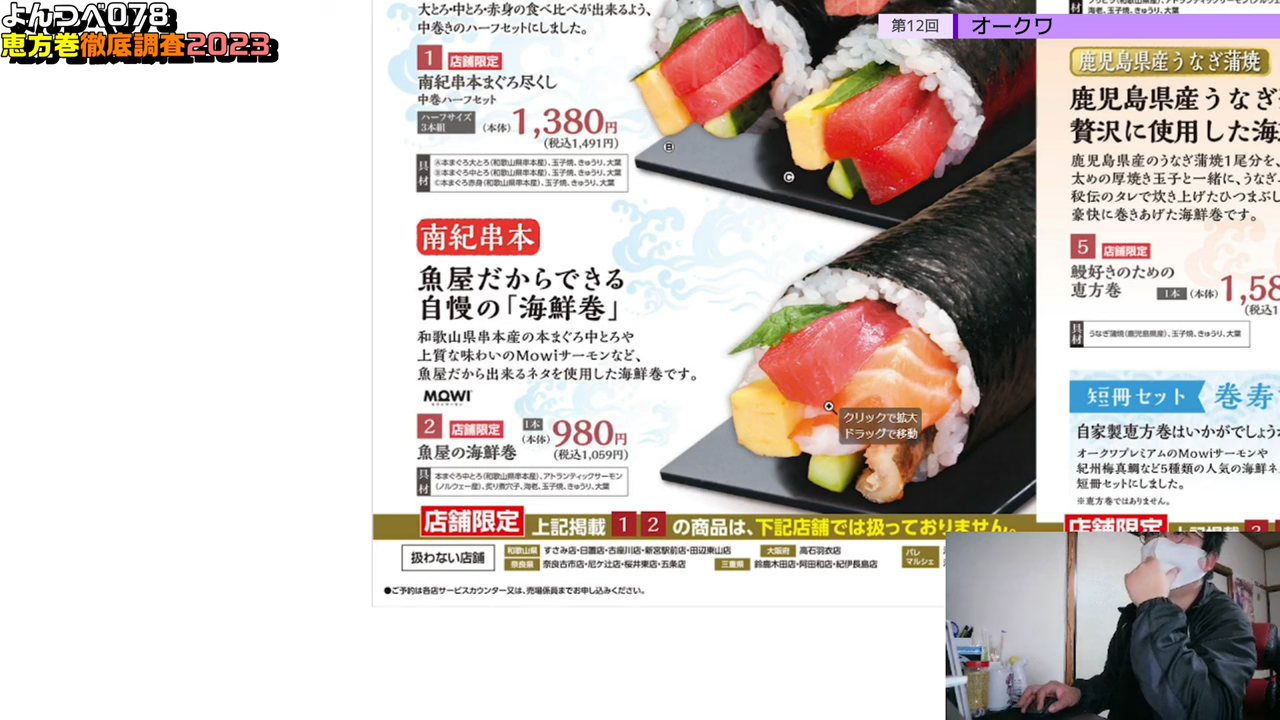 よんつべ078
恵方巻徹底調査2023
第12回 オークワ
大とろ・中とろ・赤身の食べ比べが出来るよう、
中巻きのハーフセットにしました。
1 店舗限定
南紀串本まぐろ尽くし
中巻ハーフセット
ハーフサイズ
3本組
(本体)1,380円
(税込1,491円)
具材
Ⓐ本まぐろ大とろ(和歌山県串本産)、玉子焼、きゅうり、大葉
Ⓑ本まぐろ中とろ(和歌山県串本産)、玉子焼、きゅうり、大葉
Ⓒ本まぐろ赤身(和歌山県串本産)、玉子焼、きゅうり、大葉
B
C
南紀串本
魚屋だからできる
自慢の「海鮮巻」
和歌山県串本産の本まぐろ中とろや
上質な味わいのMowiサーモンなど、
魚屋だから出来るネタを使用した海鮮巻です。
MOWI
2 店舗限定
魚屋の海鮮巻
1本
(本体)980円
(税込1,059円)
具材
本まぐろ中とろ(和歌山県串本産)、アトランティックサーモン
(ノルウェー産)、炙り煮穴子、海老、玉子焼、きゅうり、大葉
クリックで拡大
ドラッグで移動
店舗限定 上記掲載 1 2 の商品は、下記店舗では扱っておりません。
扱わない店舗
和歌山県 すさみ店・日置店・古座川店・新宮駅前店・田辺東山店 大阪府 高石羽衣店
奈良県 奈良古市店・尼ケ辻店・桜井東店・五条店 三重県 鈴鹿木田店・阿田和店・紀伊長島店
パレ
マルシェ
●ご予約は各店サービスカウンター又は、売場係員までお申し込みください。
海老、玉子焼、きゅうり、大葉
鹿児島県産うなぎ蒲焼
鹿児島県産うなぎ
贅沢に使用した海
鹿児島県産のうなぎ蒲焼1尾分を、
太めの厚焼き玉子と一緒に、うなぎ
秘伝のタレで炊き上げたひつまぶし
豪快に巻きあげた海鮮巻です。
5 店舗限定
鰻好きのための
恵方巻
1本 (本体)1,58
(税込1
具材
うなぎ蒲焼(鹿児島県産)、玉子焼、きゅうり、大葉
短冊セット 巻寿
自家製恵方巻はいかがでしょう
オークワプレミアムのMowiサーモンや
紀州梅真鯛など5種類の人気の海鮮ネ
短冊セットにしました。
※恵方巻ではありません。
店舗限定 上記掲載 3